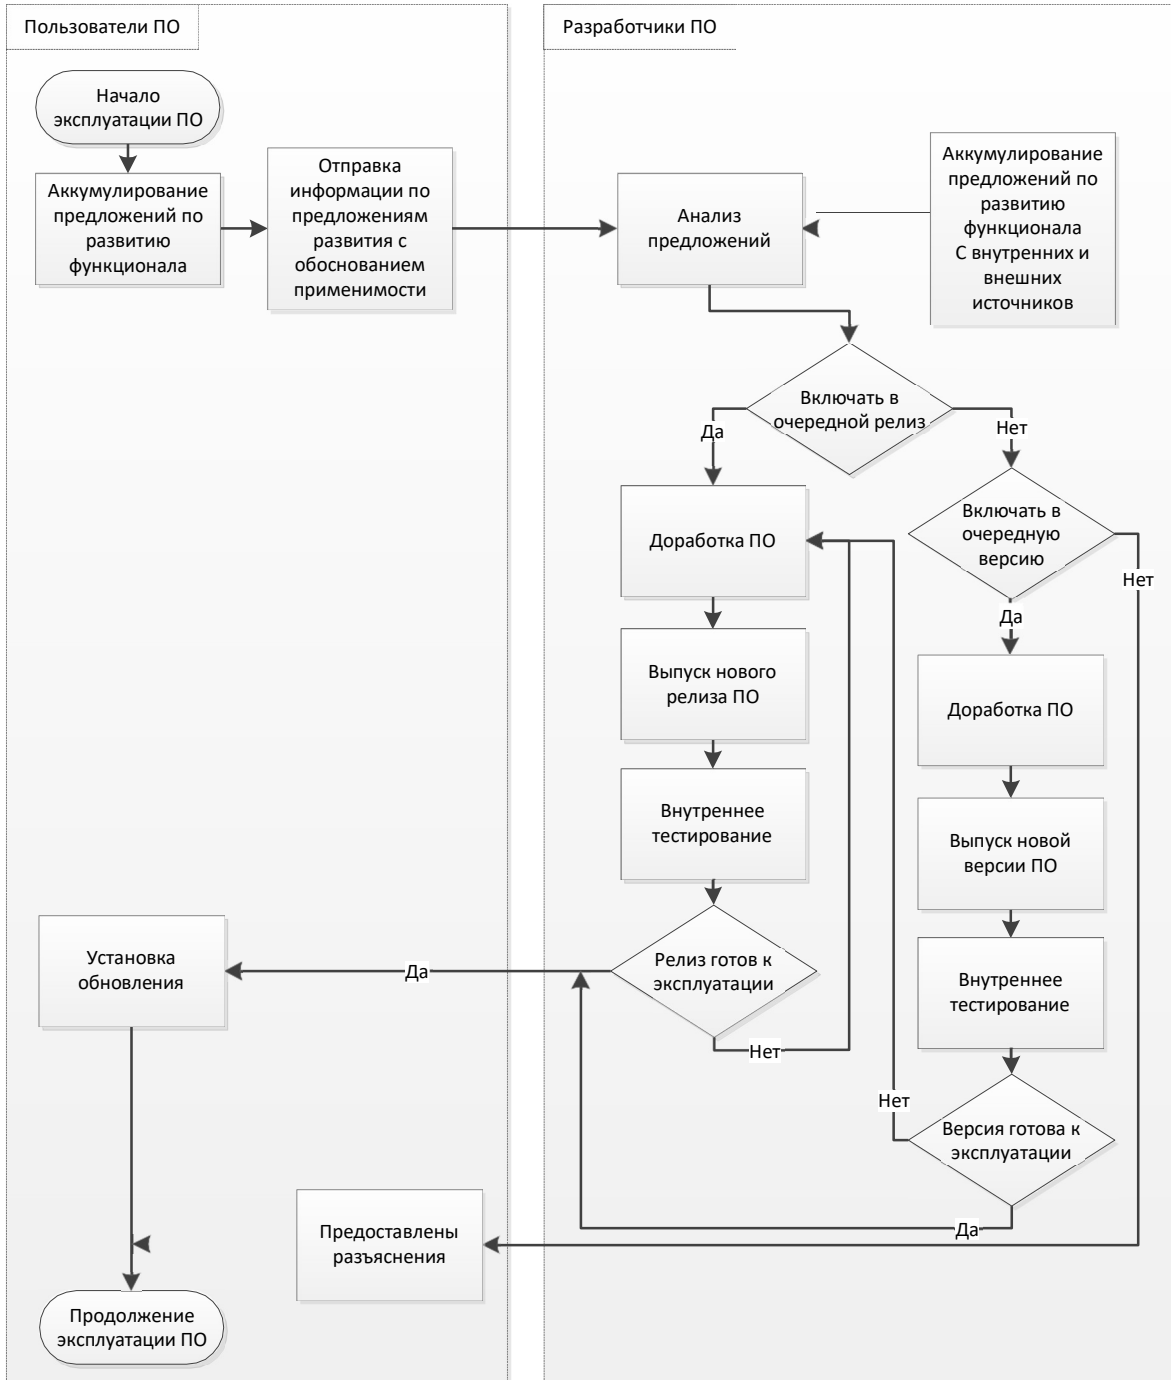 Пользователи ПО
Разработчики ПО
Начало
эксплуатации ПО
Аккумулирование
предложений по
развитию
функционала
Отправка
информации по
предложениям
развития с
обоснованием
применимости
Анализ
предложений
Аккумулирование
предложений по
развитию
функционала
С внутренних и
внешних
источников
Включать в
очередной релиз
Да
Нет
Включать в
очередную
версию
Нет
Да
Доработка ПО
Выпуск нового
релиза ПО
Доработка ПО
Внутреннее
тестирование
Выпуск новой
версии ПО
Установка
обновления
Да
Релиз готов к
эксплуатации
Нет
Внутреннее
тестирование
Нет
Версия готова к
эксплуатации
Да
Предоставлены
разъяснения
Продолжение
эксплуатации ПО